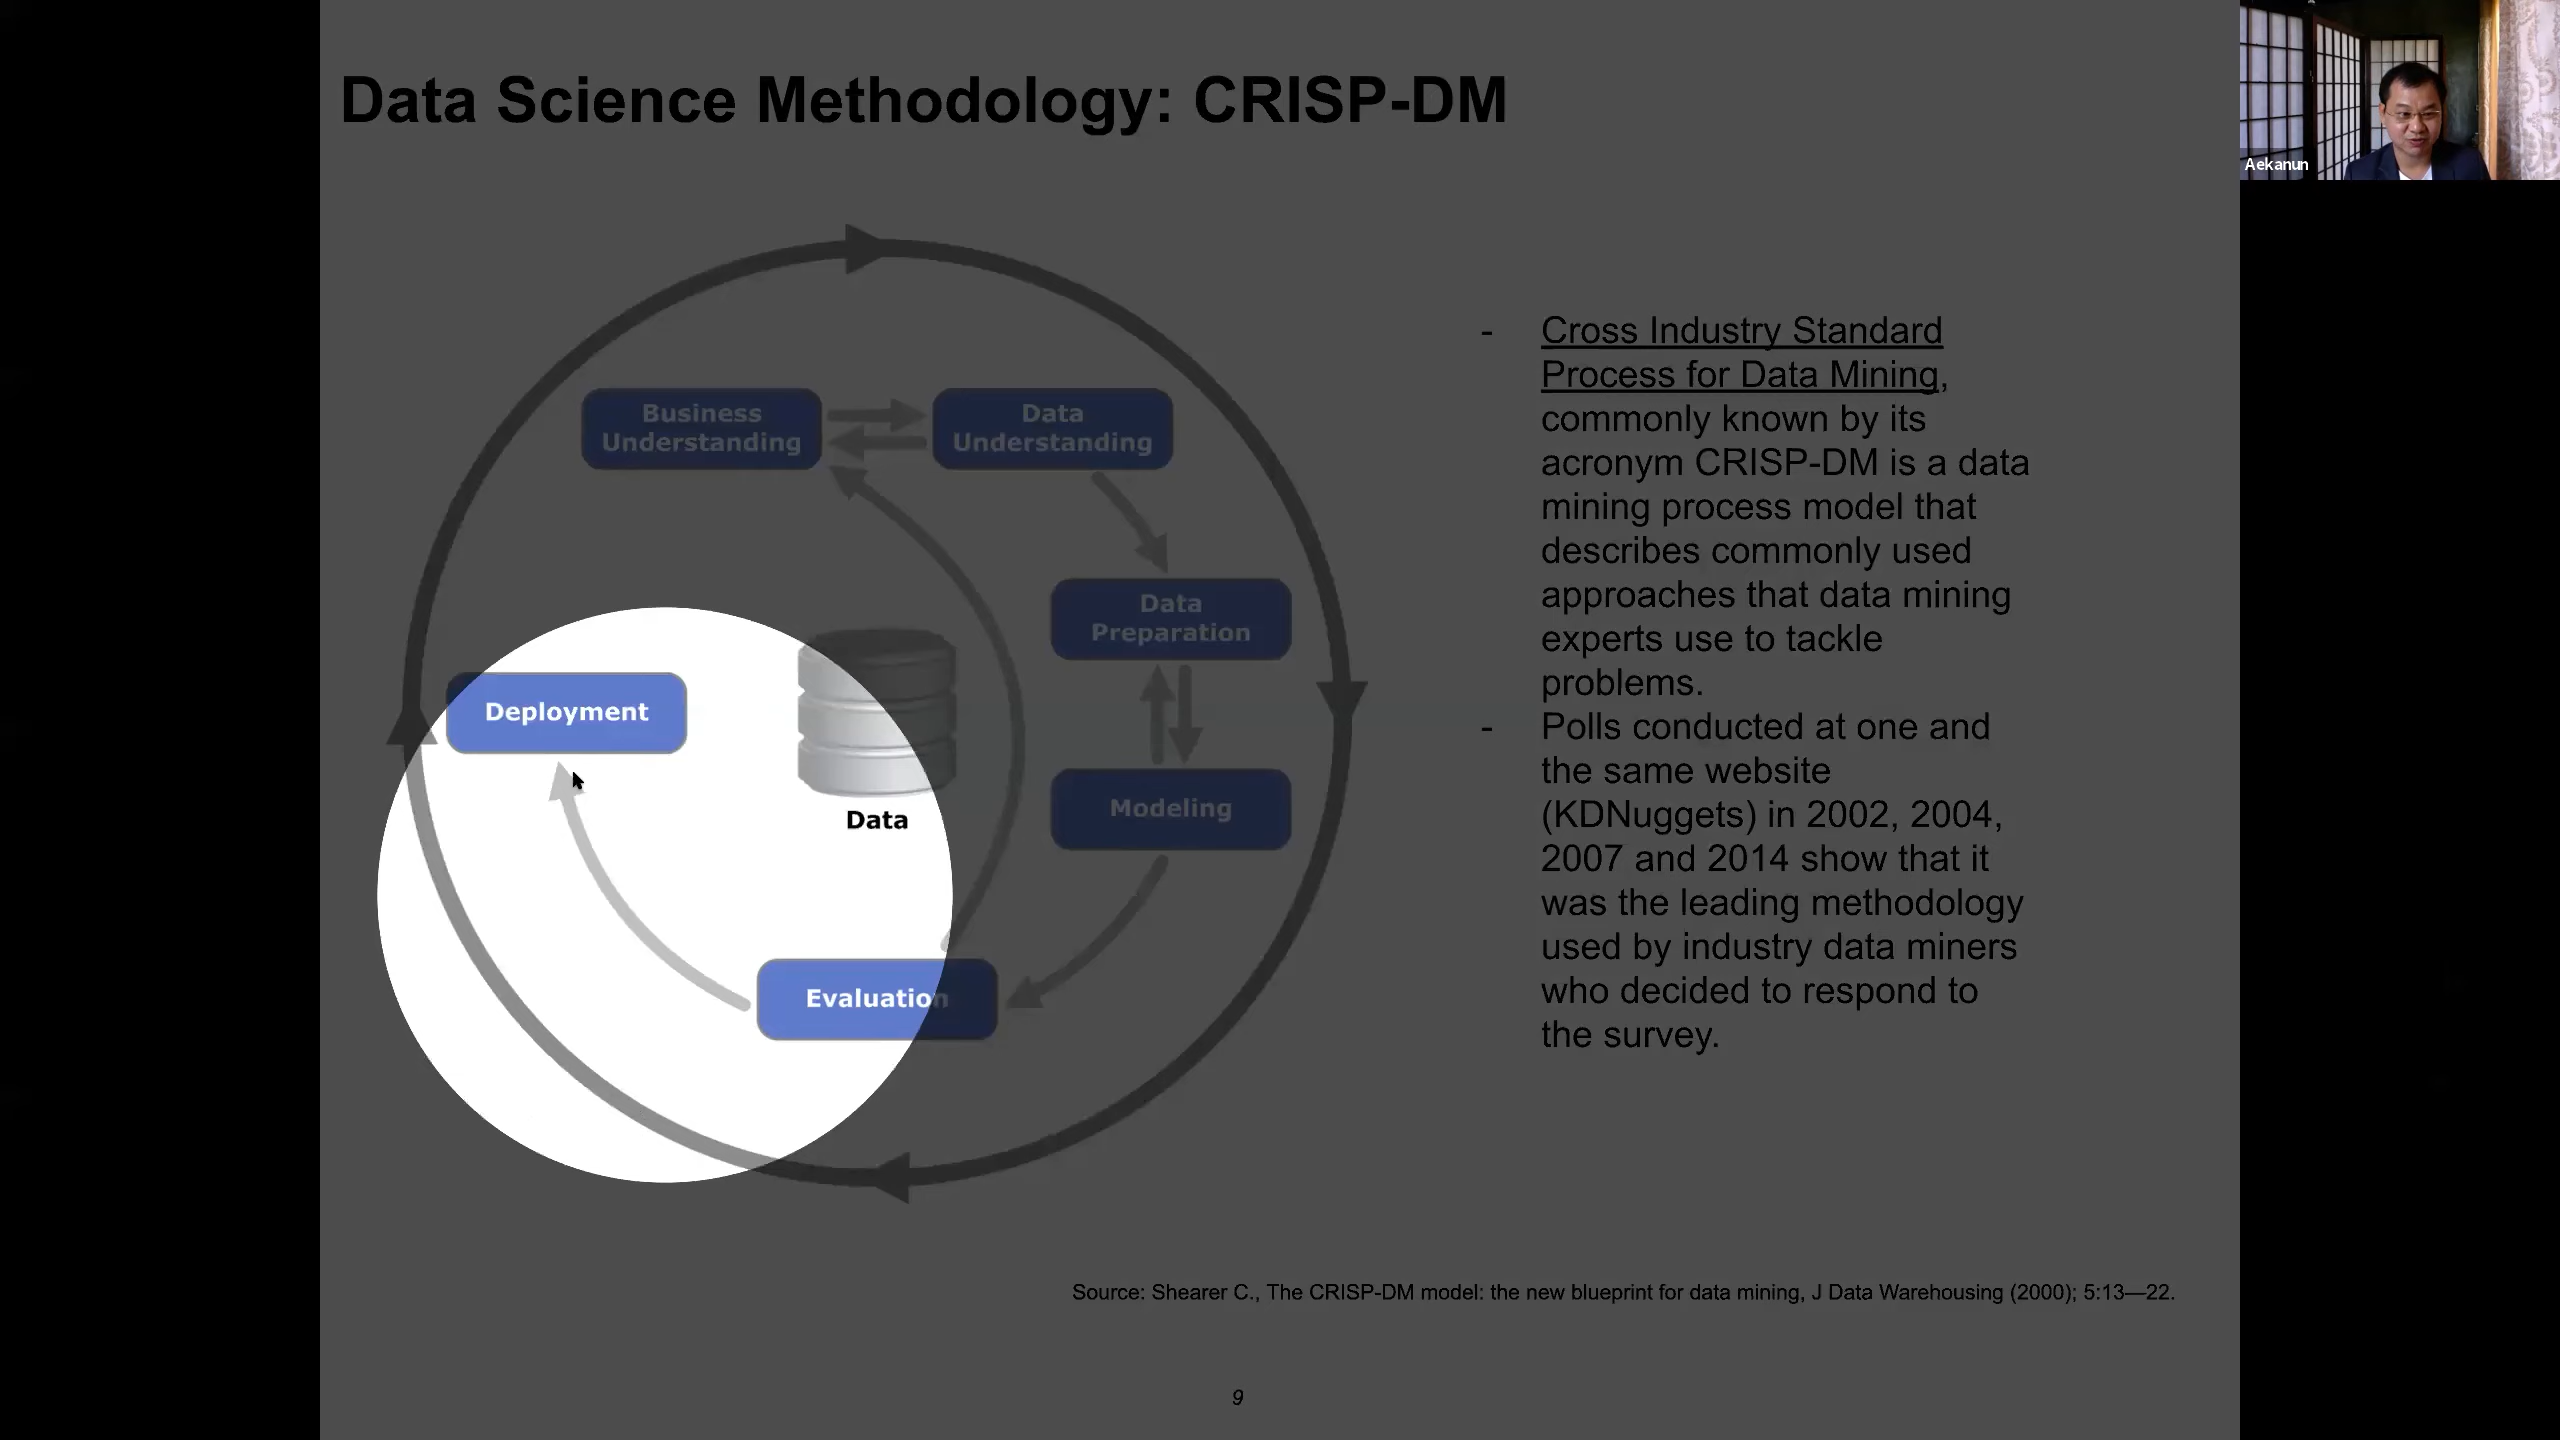 Data Science Methodology: CRISP-DM
Aekanun
Business
Understanding
Data
Understanding
Data
Preparation
Modeling
Evaluation
Deployment
Data
- Cross Industry Standard
Process for Data Mining,
commonly known by its
acronym CRISP-DM is a data
mining process model that
describes commonly used
approaches that data mining
experts use to tackle
problems.
- Polls conducted at one and
the same website
(KDNuggets) in 2002, 2004,
2007 and 2014 show that it
was the leading methodology
used by industry data miners
who decided to respond to
the survey.
Source: Shearer C., The CRISP-DM model: the new blueprint for data mining, J Data Warehousing (2000); 5:13—22.
9